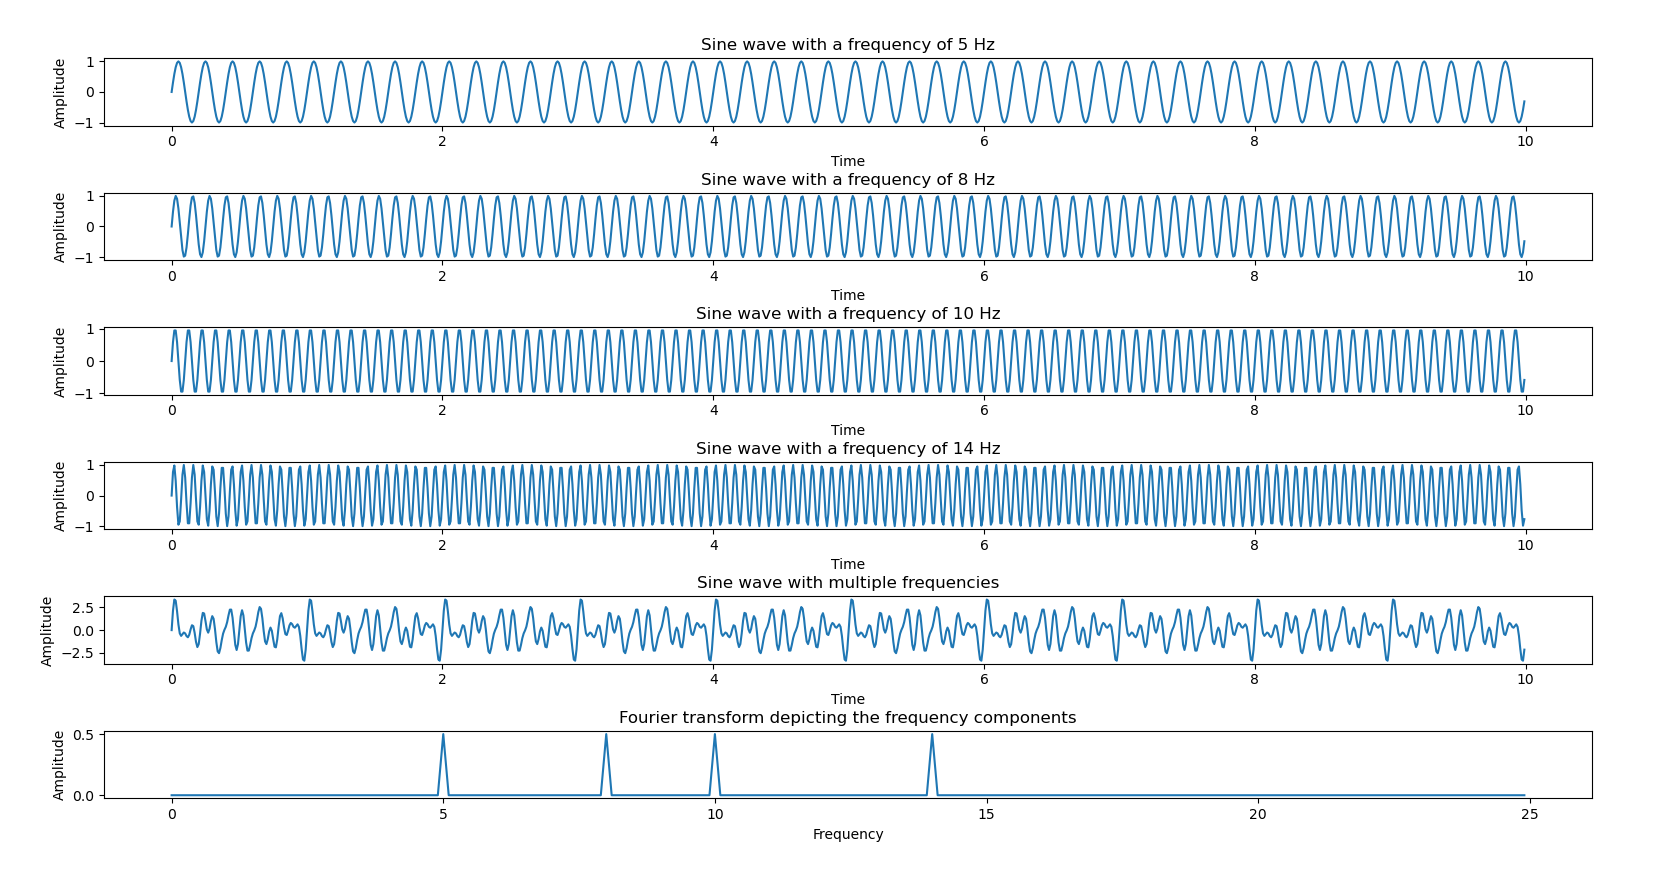 Sine wave with a frequency of 5 Hz
Amplitude
1
0
−1
0 2 4 6 8 10
Time
Sine wave with a frequency of 8 Hz
Amplitude
1
0
−1
0 2 4 6 8 10
Time
Sine wave with a frequency of 10 Hz
Amplitude
1
0
−1
0 2 4 6 8 10
Time
Sine wave with a frequency of 14 Hz
Amplitude
1
0
−1
0 2 4 6 8 10
Time
Sine wave with multiple frequencies
Amplitude
2.5
0.0
−2.5
0 2 4 6 8 10
Time
Fourier transform depicting the frequency components
Amplitude
0.5
0.0
0 5 10 15 20 25
Frequency